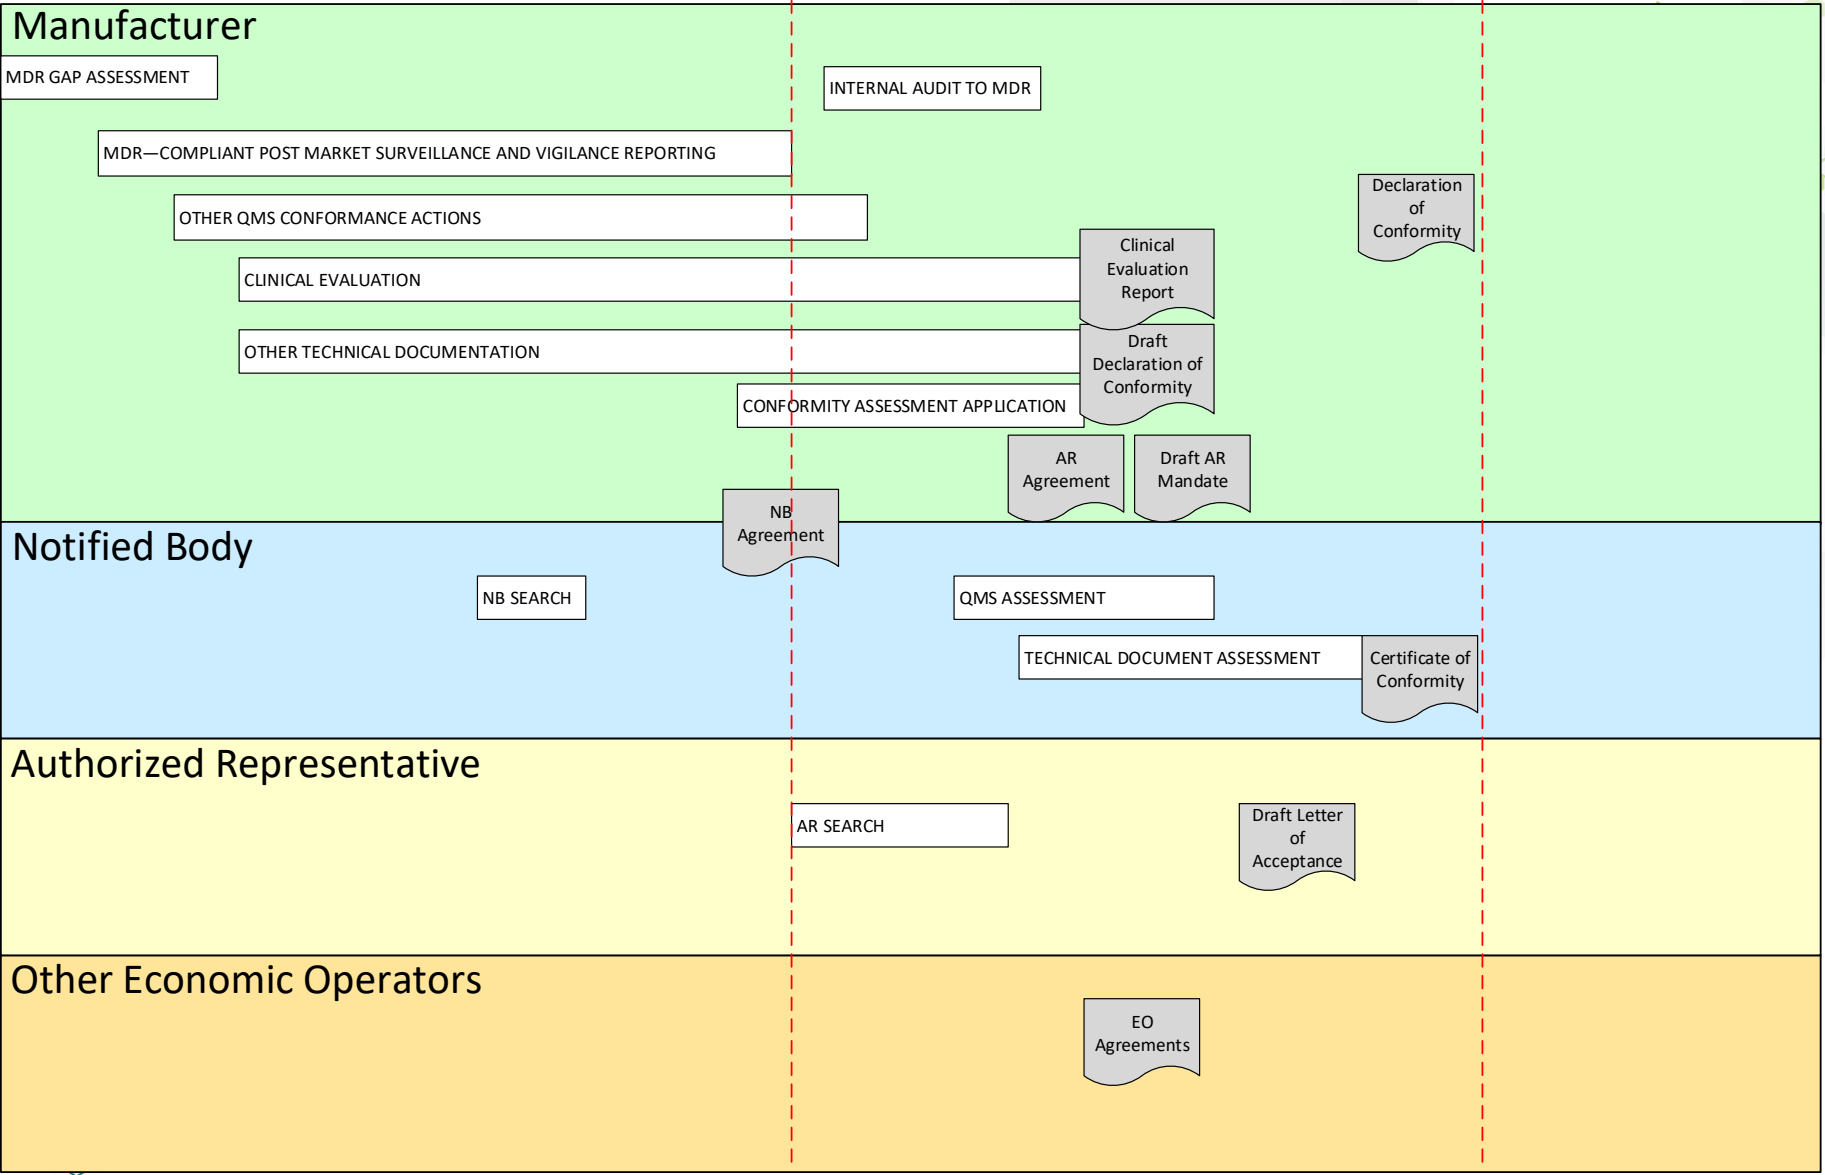 Manufacturer
MDR GAP ASSESSMENT
INTERNAL AUDIT TO MDR
MDR—COMPLIANT POST MARKET SURVEILLANCE AND VIGILANCE REPORTING
Declaration
of
Conformity
OTHER QMS CONFORMANCE ACTIONS
Clinical
Evaluation
Report
CLINICAL EVALUATION
OTHER TECHNICAL DOCUMENTATION
Draft
Declaration of
Conformity
CONFORMITY ASSESSMENT APPLICATION
AR
Agreement
Draft AR
Mandate
NB
Agreement
Notified Body
NB SEARCH
QMS ASSESSMENT
TECHNICAL DOCUMENT ASSESSMENT
Certificate of
Conformity
Authorized Representative
AR SEARCH
Draft Letter
of
Acceptance
Other Economic Operators
EO
Agreements